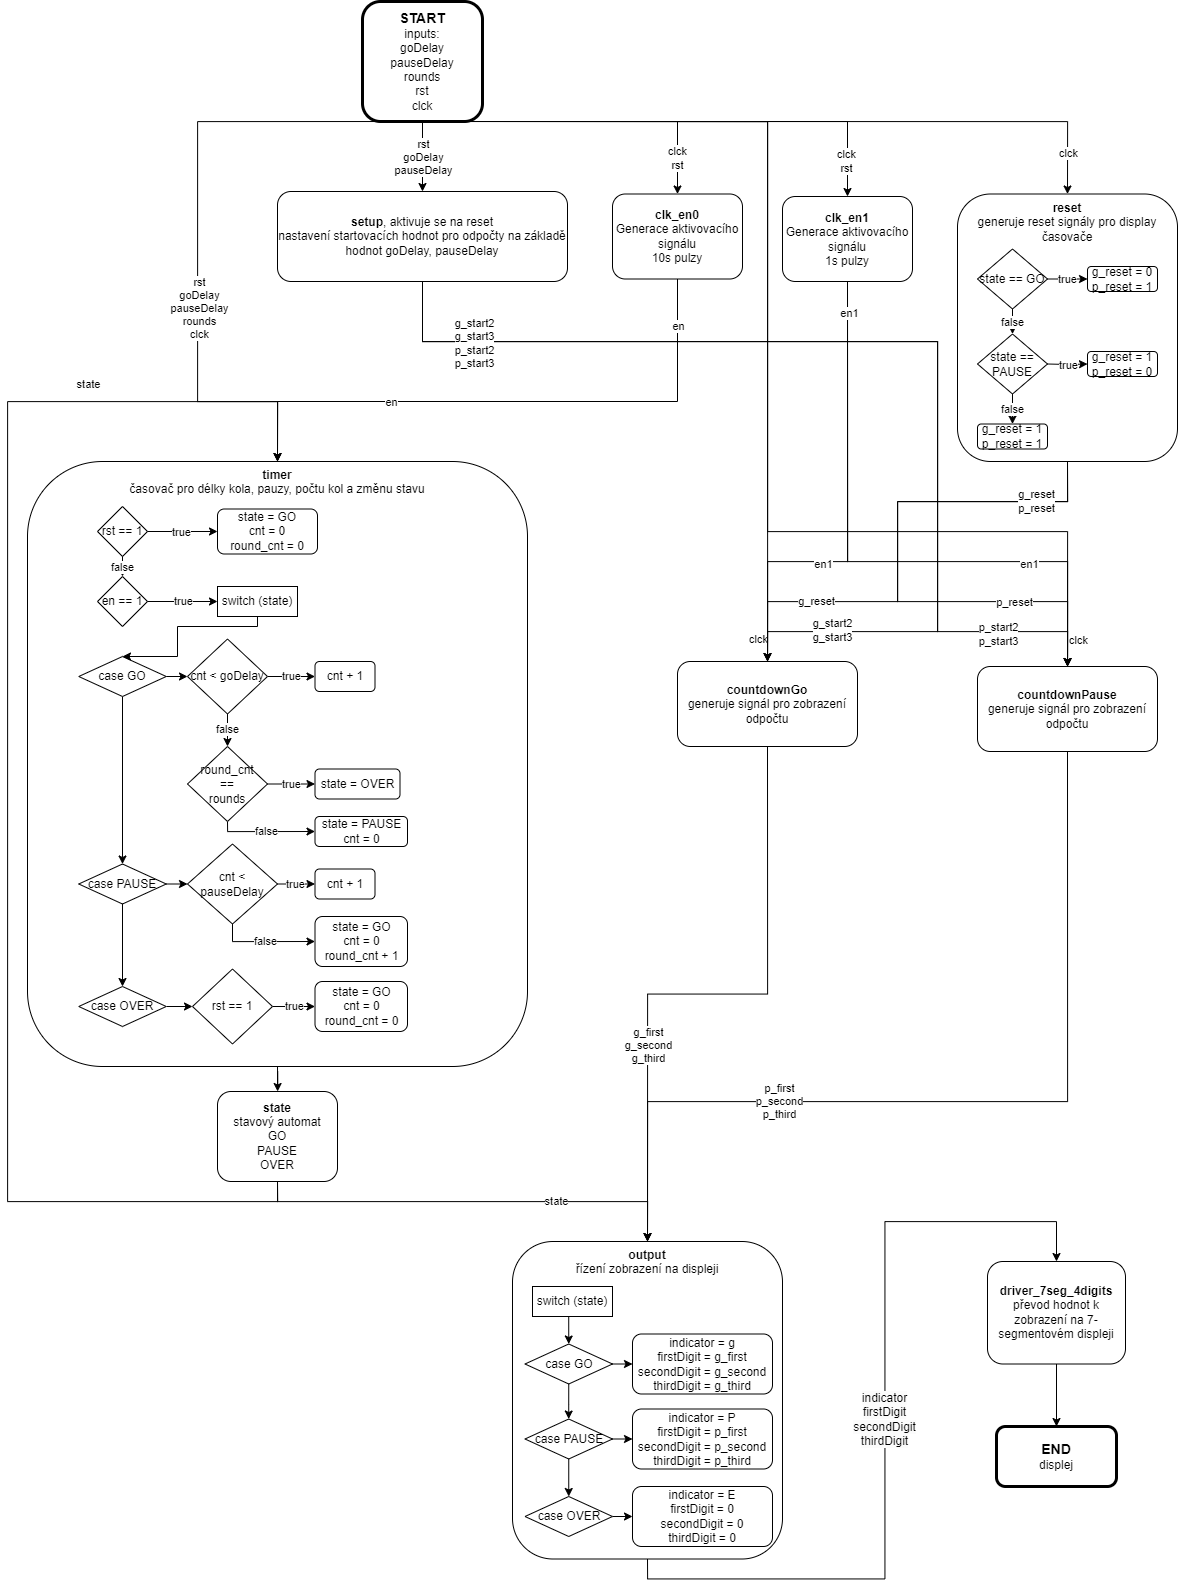 START
inputs:
goDelay
pauseDelay
rounds
rst
clck
rst
goDelay
pauseDelay
clck
rst
clck
rst
clck
setup, aktivuje se na reset
nastavení startovacích hodnot pro odpočty na základě
hodnot goDelay, pauseDelay
clk_en0
Generace aktivovacího
signálu
10s pulzy
clk_en1
Generace aktivovacího
signálu
1s pulzy
reset
generuje reset signály pro display
časovače
state == GO
true
g_reset = 0
p_reset = 1
false
state ==
PAUSE
true
g_reset = 1
p_reset = 0
false
g_reset = 1
p_reset = 1
rst
goDelay
pauseDelay
rounds
clck
g_start2
g_start3
p_start2
p_start3
en
en1
state
en
timer
časovač pro délky kola, pauzy, počtu kol a změnu stavu
rst == 1
true
state = GO
cnt = 0
round_cnt = 0
false
en == 1
true
switch (state)
case GO
cnt < goDelay
true
cnt + 1
false
round_cnt
==
rounds
true
state = OVER
false
state = PAUSE
cnt = 0
case PAUSE
cnt <
pauseDelay
true
cnt + 1
false
state = GO
cnt = 0
round_cnt + 1
case OVER
rst == 1
true
state = GO
cnt = 0
round_cnt = 0
g_reset
p_reset
en1
en1
g_reset
p_reset
g_start2
g_start3
p_start2
p_start3
clck
clck
countdownGo
generuje signál pro zobrazení
odpočtu
countdownPause
generuje signál pro zobrazení
odpočtu
g_first
g_second
g_third
p_first
p_second
p_third
state
stavový automat
GO
PAUSE
OVER
state
output
řízení zobrazení na displeji
switch (state)
case GO
indicator = g
firstDigit = g_first
secondDigit = g_second
thirdDigit = g_third
case PAUSE
indicator = P
firstDigit = p_first
secondDigit = p_second
thirdDigit = p_third
case OVER
indicator = E
firstDigit = 0
secondDigit = 0
thirdDigit = 0
indicator
firstDigit
secondDigit
thirdDigit
driver_7seg_4digits
převod hodnot k
zobrazení na 7-
segmentovém displeji
END
displej